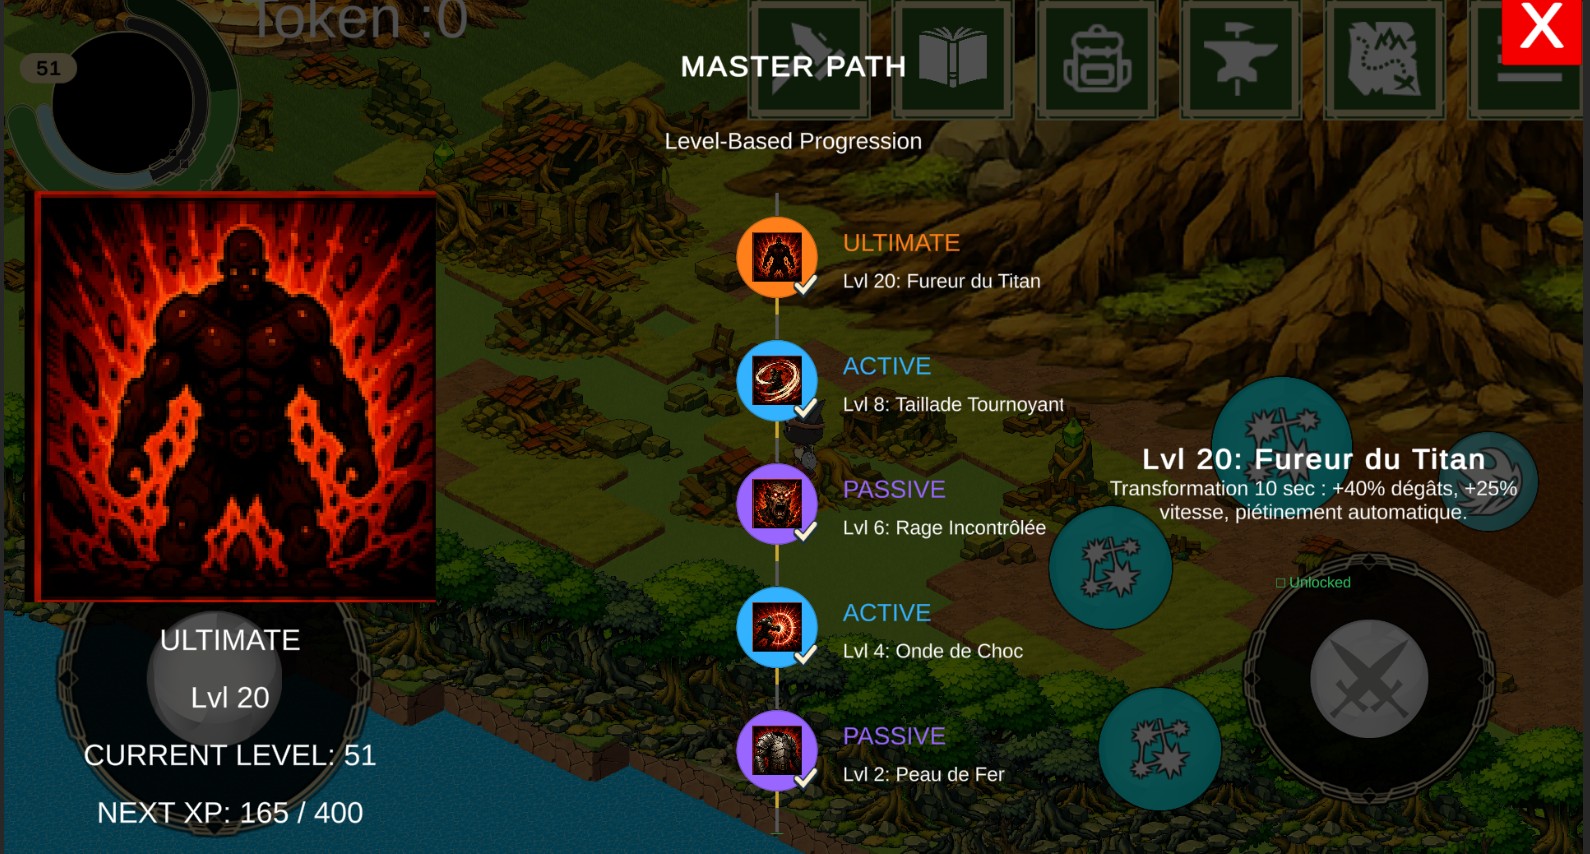 Token :0
X
51
MASTER PATH
Level-Based Progression
ULTIMATE
Lvl 20: Fureur du Titan
ACTIVE
Lvl 8: Taillade Tournoyant
PASSIVE
Lvl 6: Rage Incontrôlée
ACTIVE
Lvl 4: Onde de Choc
PASSIVE
Lvl 2: Peau de Fer
Lvl 20: Fureur du Titan
Transformation 10 sec : +40% dégâts, +25%
vitesse, piétinement automatique.
□ Unlocked
ULTIMATE
Lvl 20
CURRENT LEVEL: 51
NEXT XP: 165 / 400